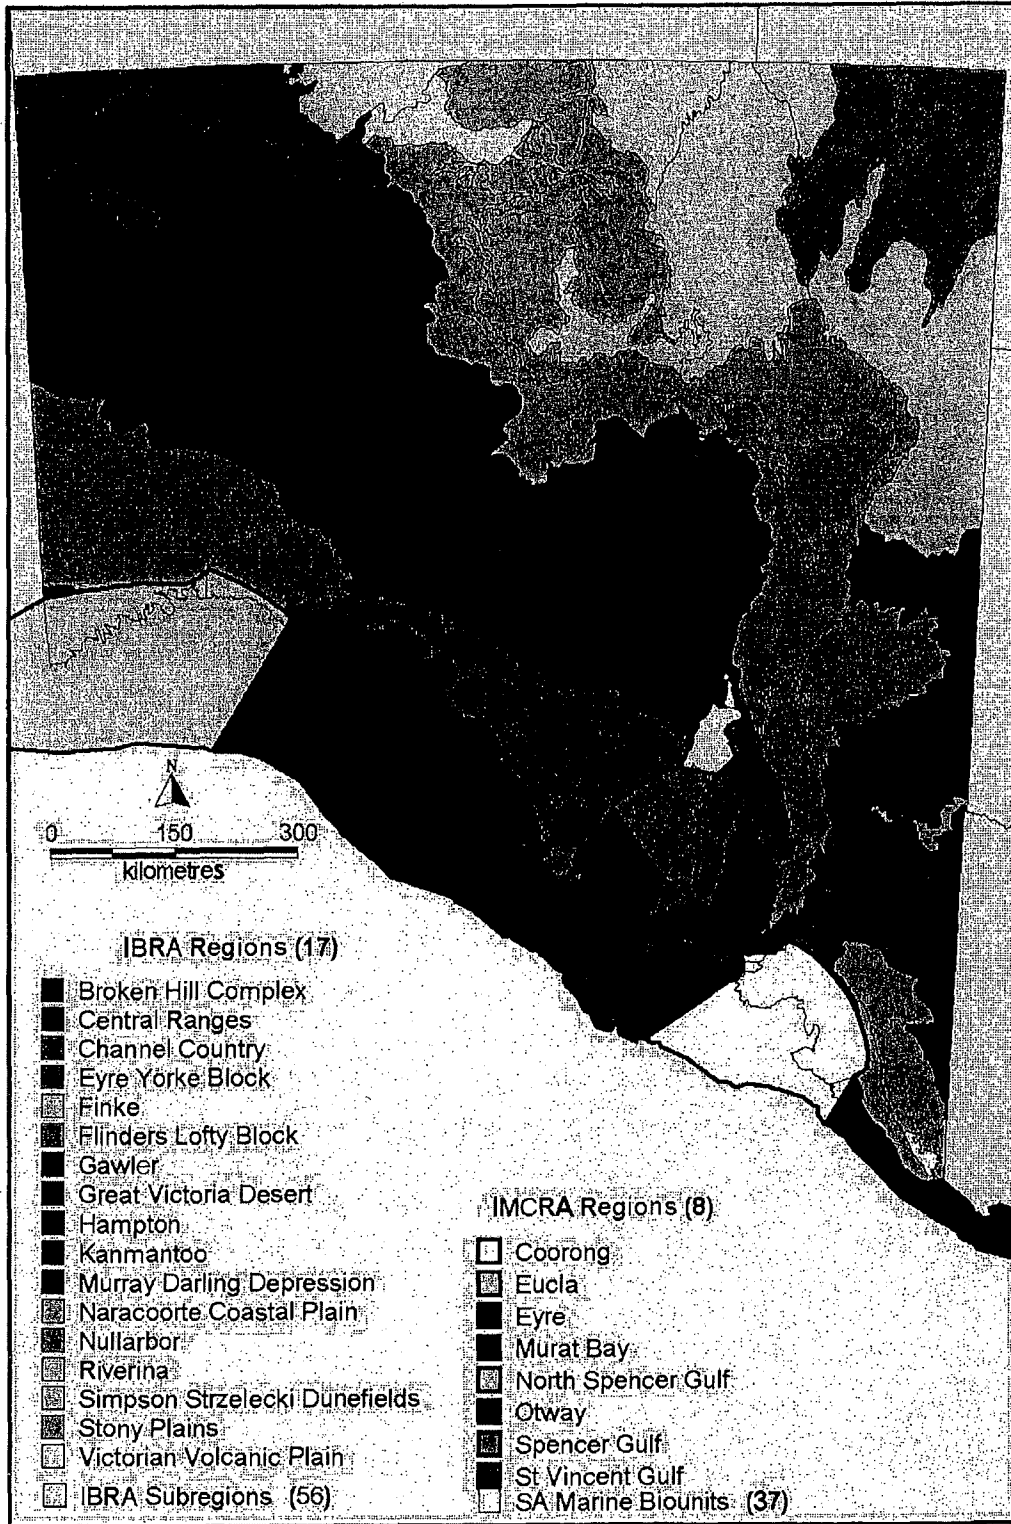 N
0 150 300
kilometres
IBRA Regions (17)
Broken Hill Complex
Central Ranges
Channel Country
Eyre Yorke Block
Finke
Flinders Lofty Block
Gawler
Great Victoria Desert
Hampton
Kanmantoo
Murray Darling Depression
Naracoorte Coastal Plain
Nullarbor
Riverina
Simpson Strzelecki Dunefields
Stony Plains
Victorian Volcanic Plain
IBRA Subregions (56)
IMCRA Regions (8)
Coorong
Eucla
Eyre
Murat Bay
North Spencer Gulf
Otway
Spencer Gulf
St Vincent Gulf
SA Marine Biounits (37)